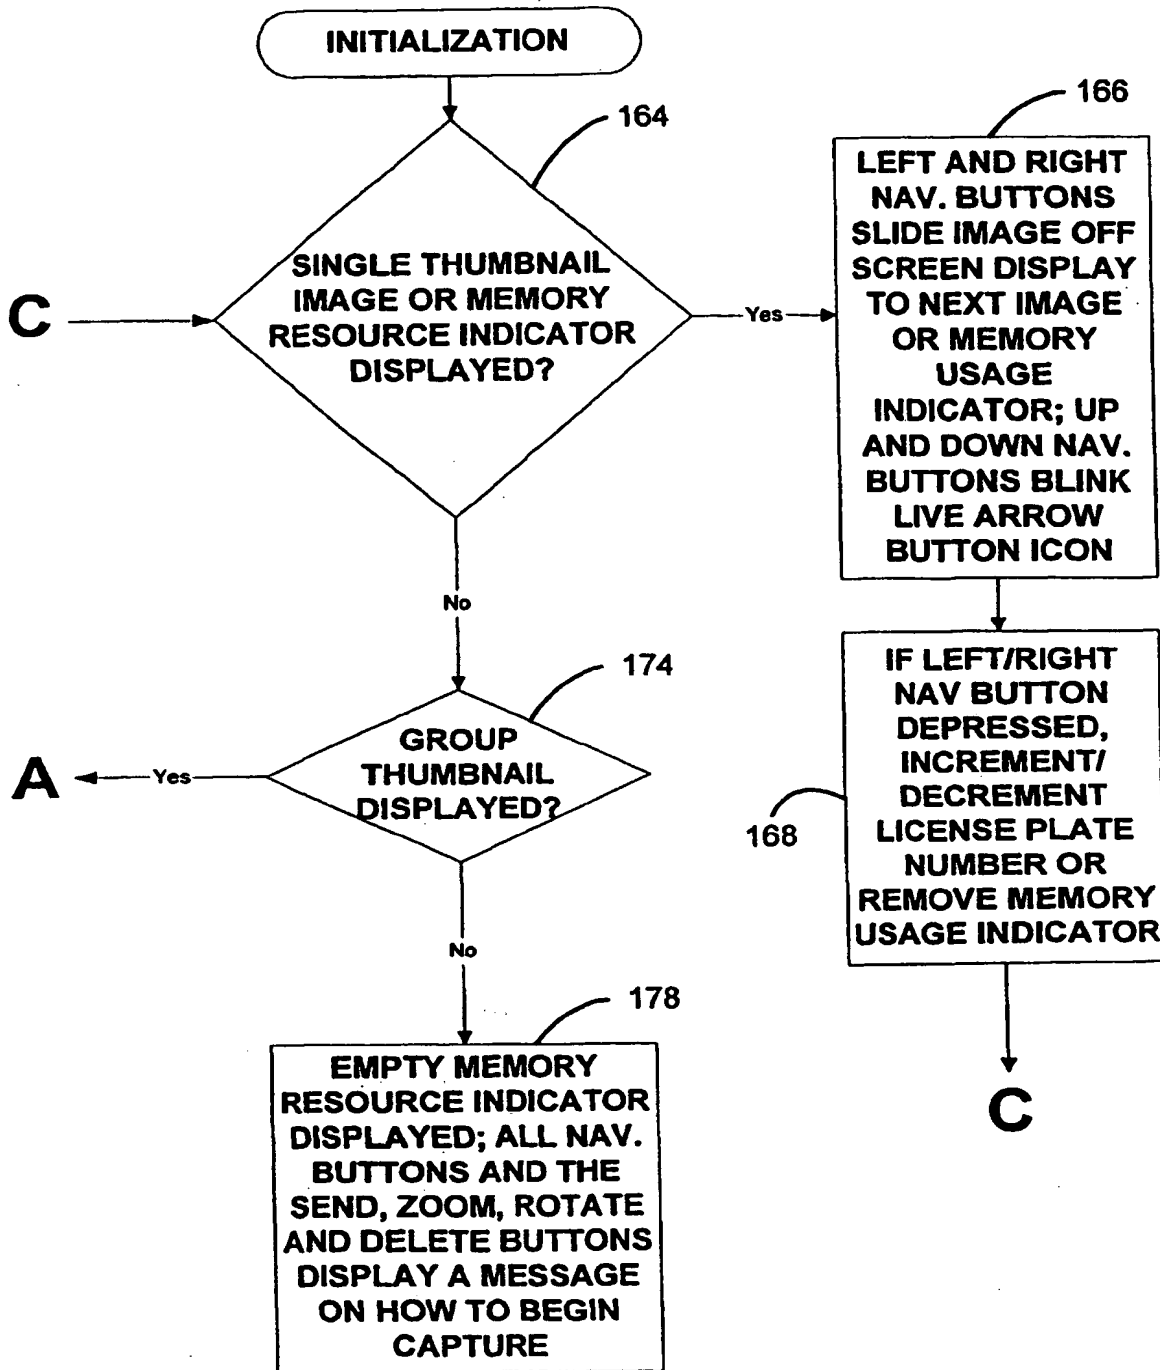 INITIALIZATION
164
SINGLE THUMBNAIL
IMAGE OR MEMORY
RESOURCE INDICATOR
DISPLAYED?
C
Yes
166
LEFT AND RIGHT
NAV. BUTTONS
SLIDE IMAGE OFF
SCREEN DISPLAY
TO NEXT IMAGE
OR MEMORY
USAGE
INDICATOR; UP
AND DOWN NAV.
BUTTONS BLINK
LIVE ARROW
BUTTON ICON
No
174
GROUP
THUMBNAIL
DISPLAYED?
Yes
A
168
IF LEFT/RIGHT
NAV BUTTON
DEPRESSED,
INCREMENT/
DECREMENT
LICENSE PLATE
NUMBER OR
REMOVE MEMORY
USAGE INDICATOR
C
No
178
EMPTY MEMORY
RESOURCE INDICATOR
DISPLAYED; ALL NAV.
BUTTONS AND THE
SEND, ZOOM, ROTATE
AND DELETE BUTTONS
DISPLAY A MESSAGE
ON HOW TO BEGIN
CAPTURE